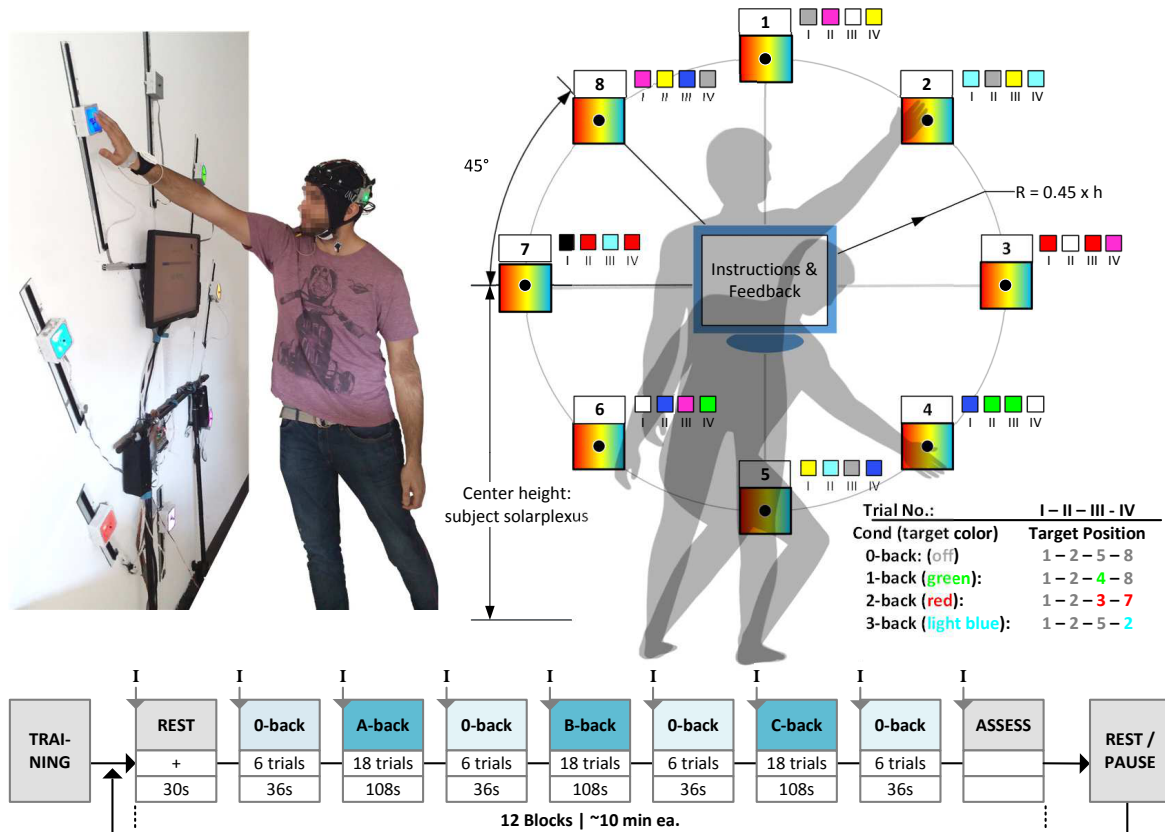 1
I II III IV
8
I II III IV
2
I II III IV
45°
R = 0.45 x h
7
I II III IV
Instructions &
Feedback
3
I II III IV
6
I II III IV
4
I II III IV
5
I II III IV
Center height:
subject solarplexus
Trial No.: I – II – III - IV
Cond (target color) Target Position
0-back: (off) 1 – 2 – 5 – 8
1-back (green): 1 – 2 – 4 – 8
2-back (red): 1 – 2 – 3 – 7
3-back (light blue): 1 – 2 – 5 – 2
I I I I I I I I I
TRAI-
NING
REST 0-back A-back 0-back B-back 0-back C-back 0-back ASSESS
REST /
PAUSE
+ 6 trials 18 trials 6 trials 18 trials 6 trials 18 trials 6 trials
30s 36s 108s 36s 108s 36s 108s 36s
12 Blocks | ~10 min ea.